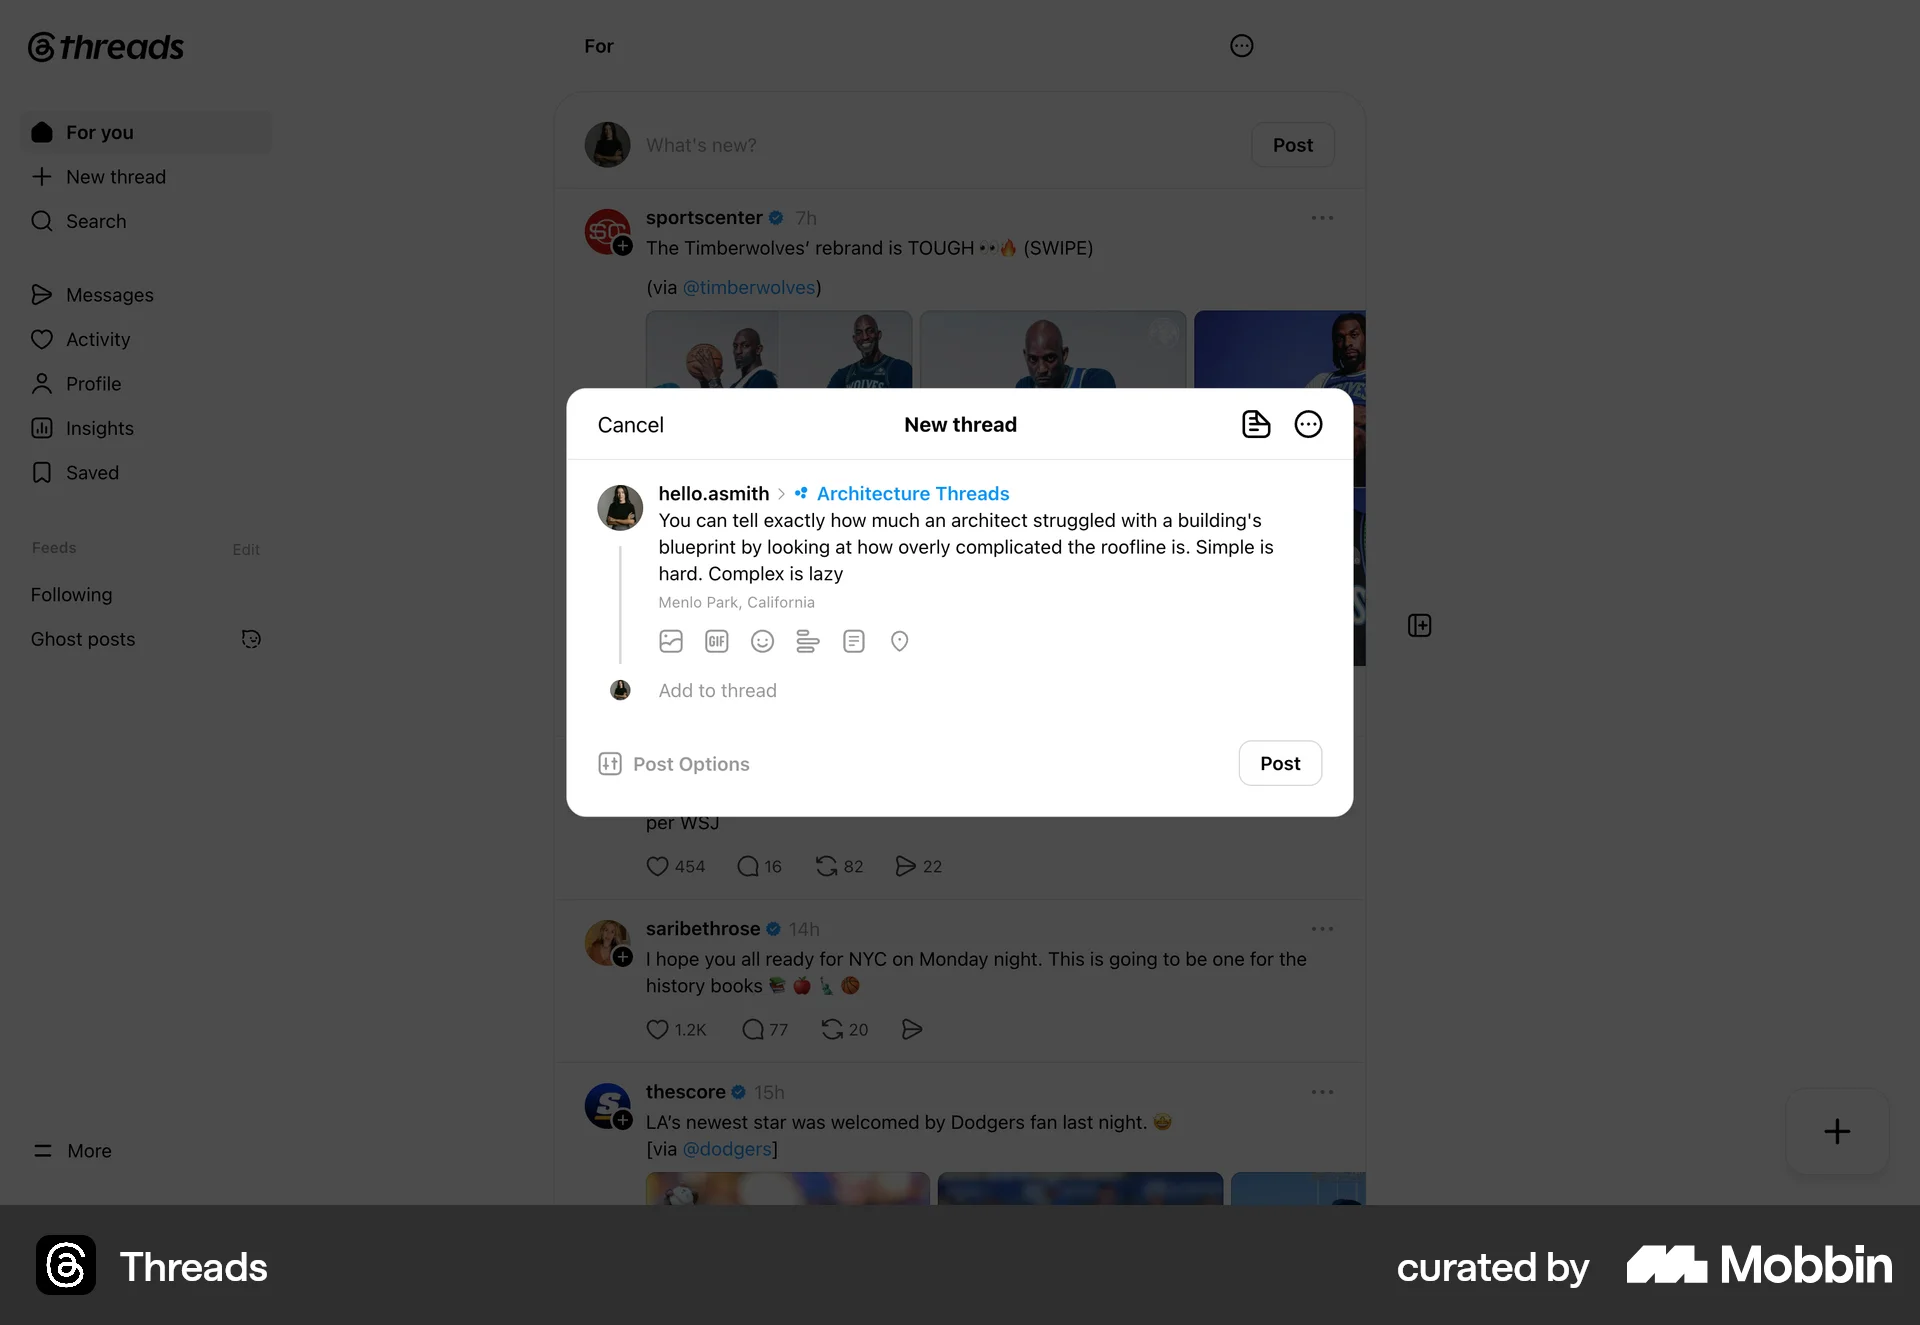 threads
For
For you
New thread
Search
Messages
Activity
Profile
Insights
Saved
Feeds
Edit
Following
Ghost posts
More
What's new?
Post
sportscenter 7h
The Timberwolves’ rebrand is TOUGH 👀🔥 (SWIPE)
(via @timberwolves)
WOLVES
Cancel
New thread
hello.asmith > Architecture Threads
You can tell exactly how much an architect struggled with a building's
blueprint by looking at how overly complicated the roofline is. Simple is
hard. Complex is lazy
Menlo Park, California
GIF
Add to thread
Post Options
Post
per WSJ
454 16 82 22
saribethrose 14h
I hope you all ready for NYC on Monday night. This is going to be one for the
history books 📚 🍎 🗽 🏀
1.2K 77 20
thescore 15h
LA’s newest star was welcomed by Dodgers fan last night. 🤩
[via @dodgers]
Threads
curated by Mobbin